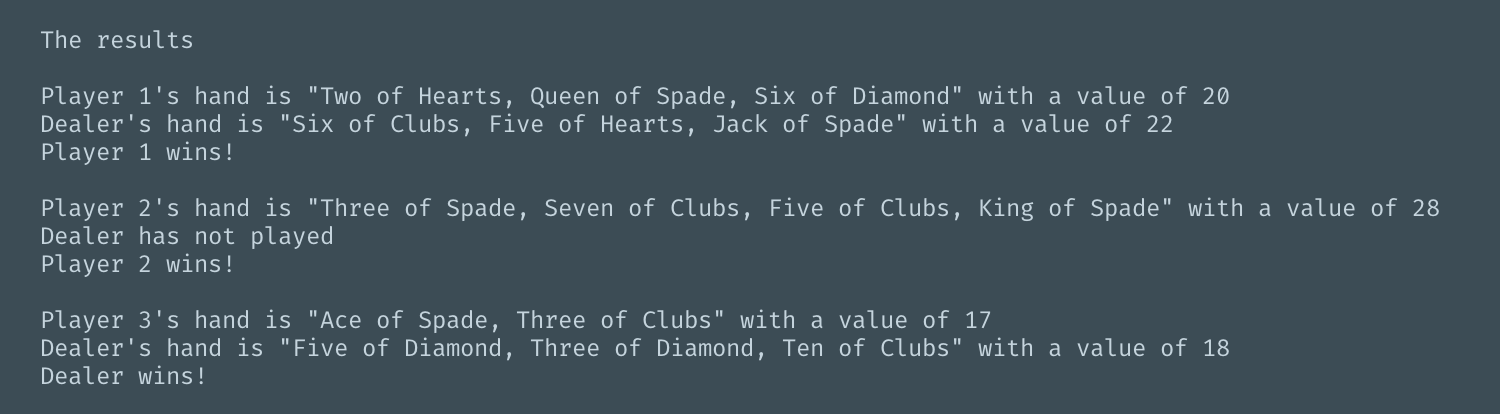 The results
Player 1's hand is "Two of Hearts, Queen of Spade, Six of Diamond" with a value of 20
Dealer's hand is "Six of Clubs, Five of Hearts, Jack of Spade" with a value of 22
Player 1 wins!
Player 2's hand is "Three of Spade, Seven of Clubs, Five of Clubs, King of Spade" with a value of 28
Dealer has not played
Player 2 wins!
Player 3's hand is "Ace of Spade, Three of Clubs" with a value of 17
Dealer's hand is "Five of Diamond, Three of Diamond, Ten of Clubs" with a value of 18
Dealer wins!